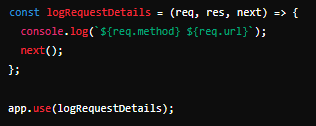 const logRequestDetails = (req, res, next) => {
  console.log(`${req.method} ${req.url}`);
  next();
};

app.use(logRequestDetails);